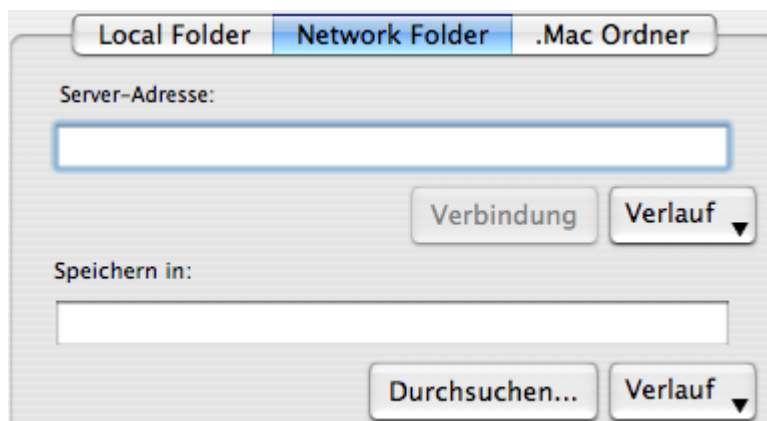 Local Folder Network Folder .Mac Ordner
Server-Adresse:
Verbindung Verlauf
Speichern in:
Durchsuchen... Verlauf